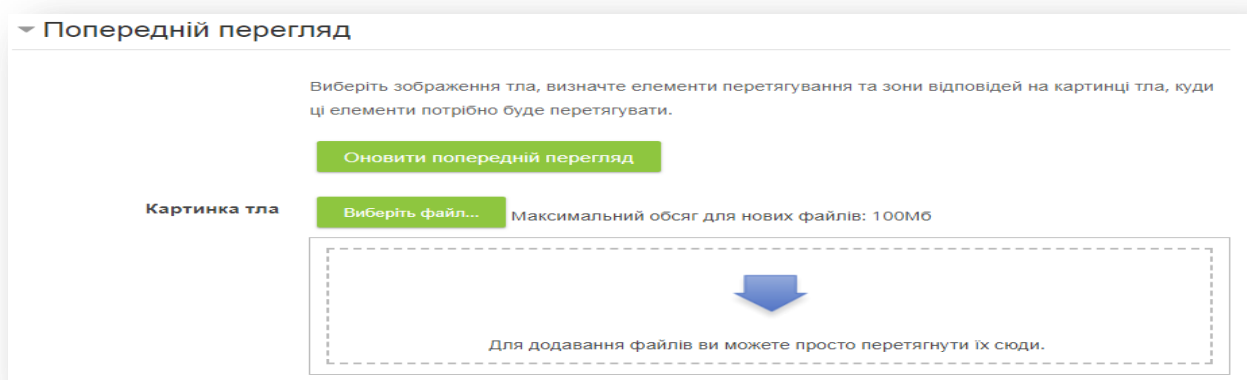 Попередній перегляд
Виберіть зображення тла, визначте елементи перетягування та зони відповідей на картинці тла, куди
ці елементи потрібно буде перетягувати.
Оновити попередній перегляд
Картинка тла
Виберіть файл...
Максимальний обсяг для нових файлів: 100Мб
Для додавання файлів ви можете просто перетягнути їх сюди.